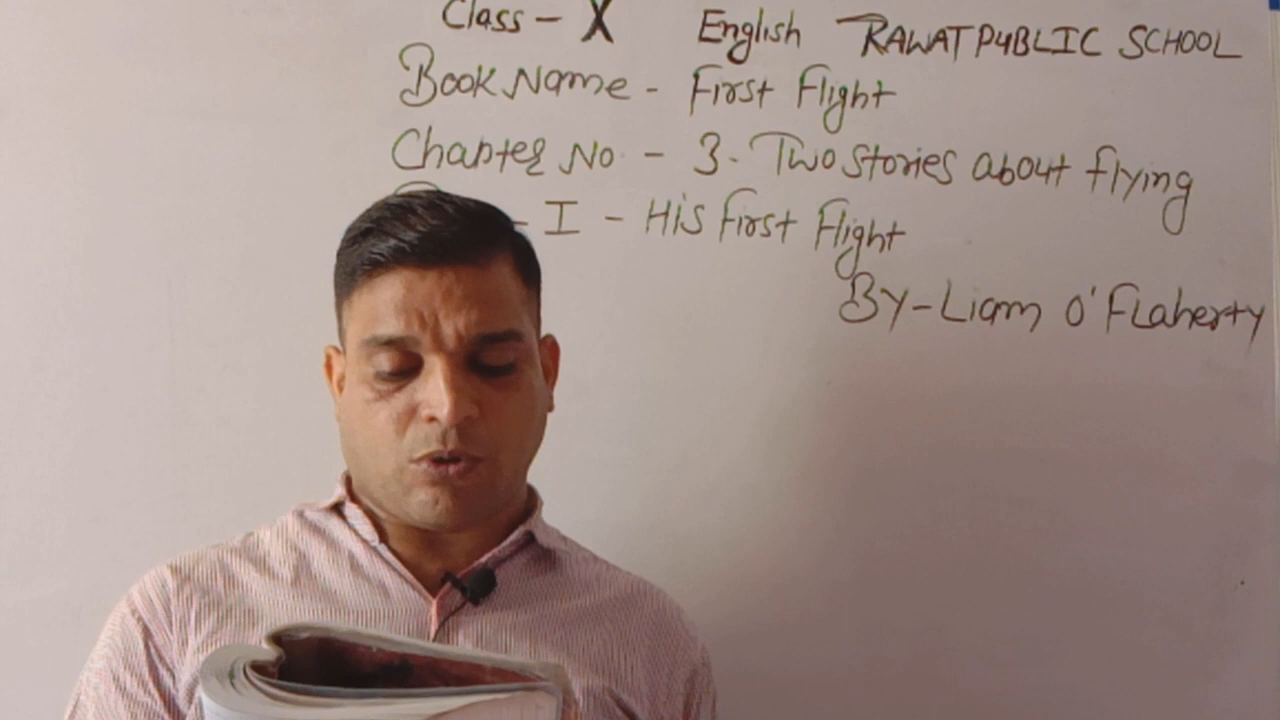 Class - X English RAWAT PUBLIC SCHOOL
Book Name - First Flight
Chapter No - 3. Two Stories about flying
- I - His First Flight
By - Liam O'Flaherty